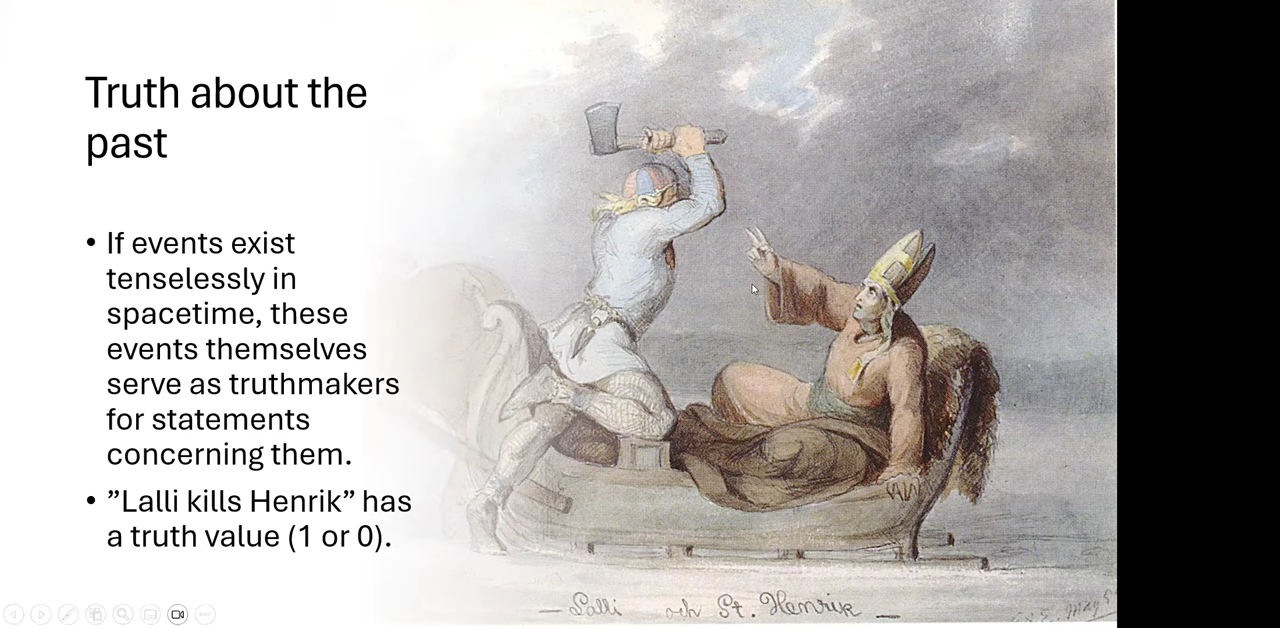 Truth about the
past
• If events exist
tenselessly in
spacetime, these
events themselves
serve as truthmakers
for statements
concerning them.
• ”Lalli kills Henrik” has
a truth value (1 or 0).
— Lalli och St. Henrik —